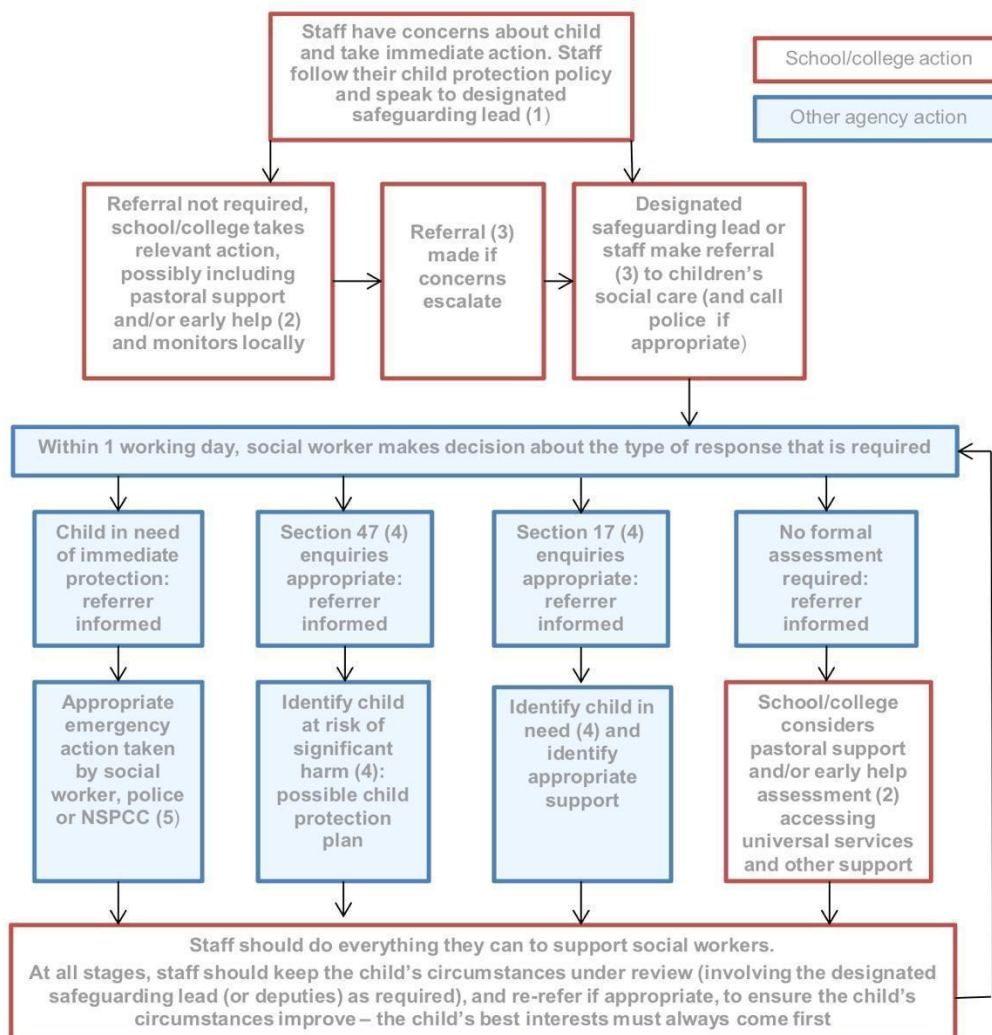 Staff have concerns about child
and take immediate action. Staff
follow their child protection policy
and speak to designated
safeguarding lead (1)
School/college action
Other agency action
Referral not required,
school/college takes
relevant action,
possibly including
pastoral support
and/or early help (2)
and monitors locally
Referral (3)
made if
concerns
escalate
Designated
safeguarding lead or
staff make referral
(3) to children's
social care (and call
police if
appropriate)
Within 1 working day, social worker makes decision about the type of response that is required
Child in need
of immediate
protection:
referrer
informed
Section 47 (4)
enquiries
appropriate:
referrer
informed
Section 17 (4)
enquiries
appropriate:
referrer
informed
No formal
assessment
required:
referrer
informed
Appropriate
emergency
action taken
by social
worker, police
or NSPCC (5)
Identify child
at risk of
significant
harm (4):
possible child
protection
plan
Identify child in
need (4) and
identify
appropriate
support
School/college
considers
pastoral support
and/or early help
assessment (2)
accessing
universal services
and other support
Staff should do everything they can to support social workers.
At all stages, staff should keep the child's circumstances under review (involving the designated
safeguarding lead (or deputies) as required), and re-refer if appropriate, to ensure the child's
circumstances improve – the child's best interests must always come first